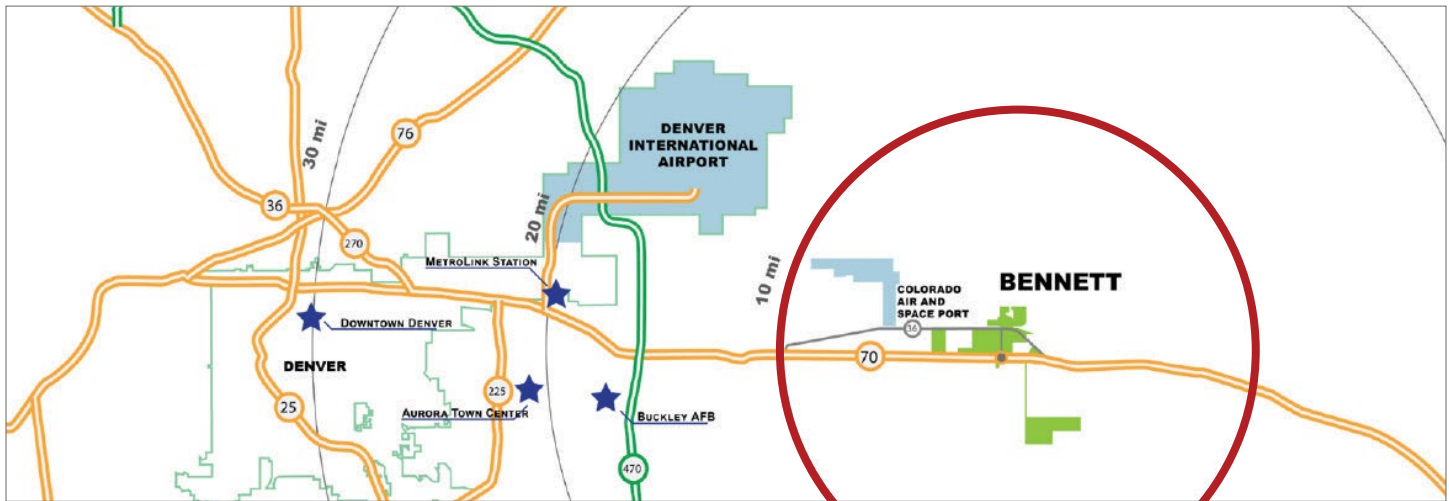 76
30 mi
DENVER
INTERNATIONAL
AIRPORT
36
20 mi
270
METROLINK STATION
10 mi
BENNETT
COLORADO
AIR AND
SPACE PORT
36
DOWNTOWN DENVER
70
DENVER
225
25
AURORA TOWN CENTER
BUCKLEY AFB
470